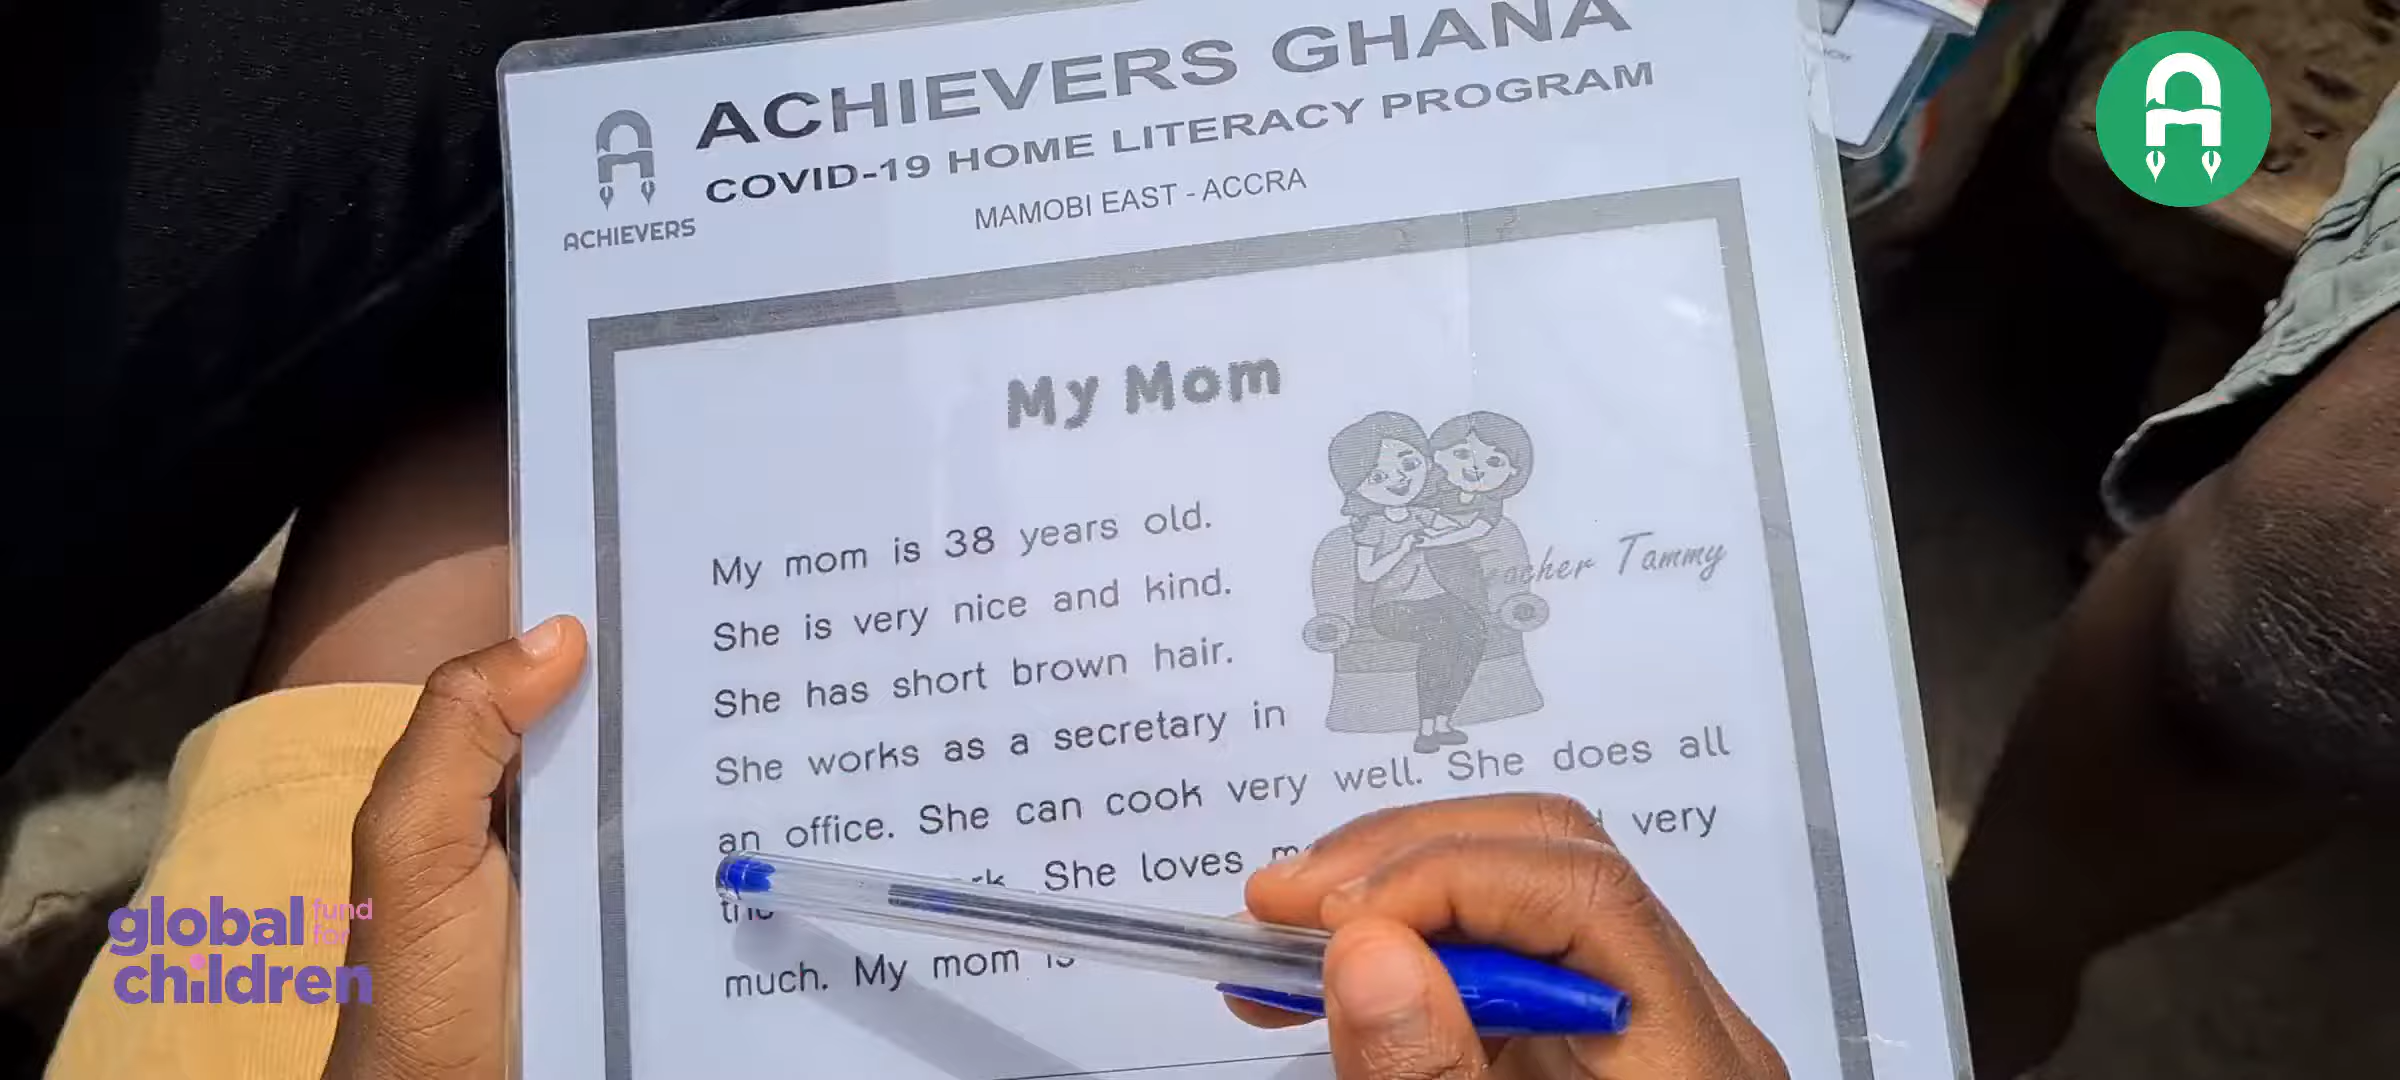 ACHIEVERS GHANA
COVID-19 HOME LITERACY PROGRAM
MAMOBI EAST - ACCRA
ACHIEVERS
My Mom
My mom is 38 years old.
She is very nice and kind.
She has short brown hair.
Tammy
She works as a secretary in
an office. She can cook very well. She does all
She loves very
much. My mom
global fund for
children